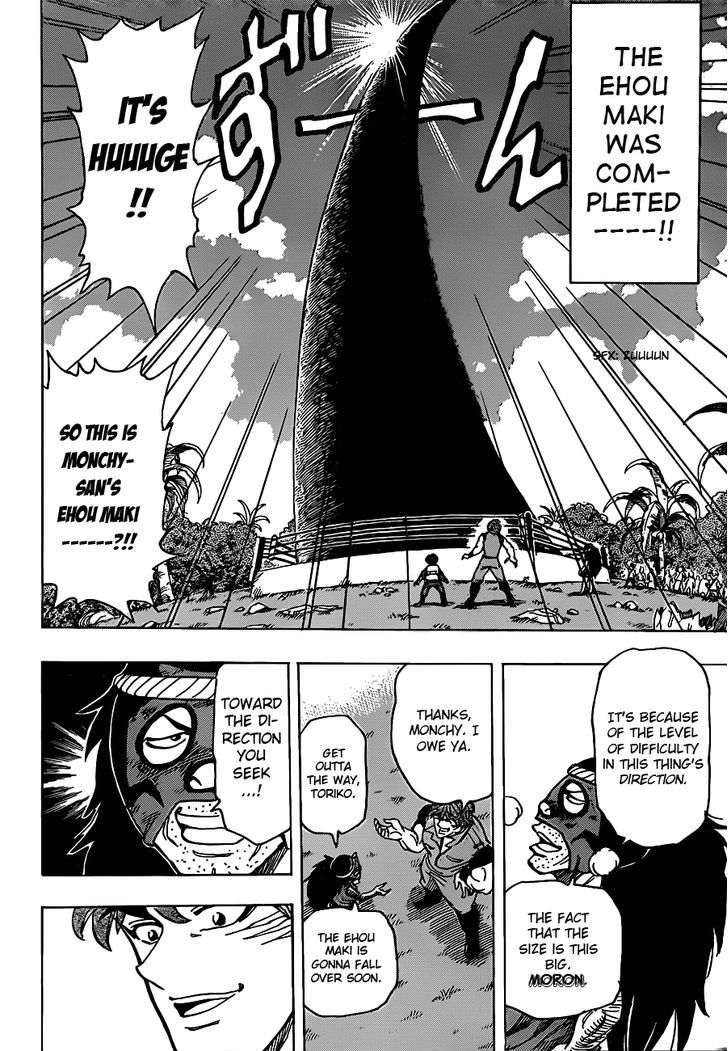 THE
EHOU
MAKI
WAS
COM-
PLETED
----!!
ず
ー
ん
IT'S
HUUUGE
!!
SFX: ZUUUUN
SO THIS IS
MONCHY-
SAN'S
EHOU MAKI
------?!!
IT'S BECAUSE
OF THE LEVEL
OF DIFFICULTY
IN THIS THING'S
DIRECTION.
THE FACT
THAT THE
SIZE IS THIS
BIG.
MORON.
THANKS,
MONCHY. I
OWE YA.
GET
OUTTA
THE WAY,
TORIKO.
THE EHOU
MAKI IS
GONNA FALL
OVER SOON.
TOWARD
THE DI-
RECTION
YOU
SEEK
...!